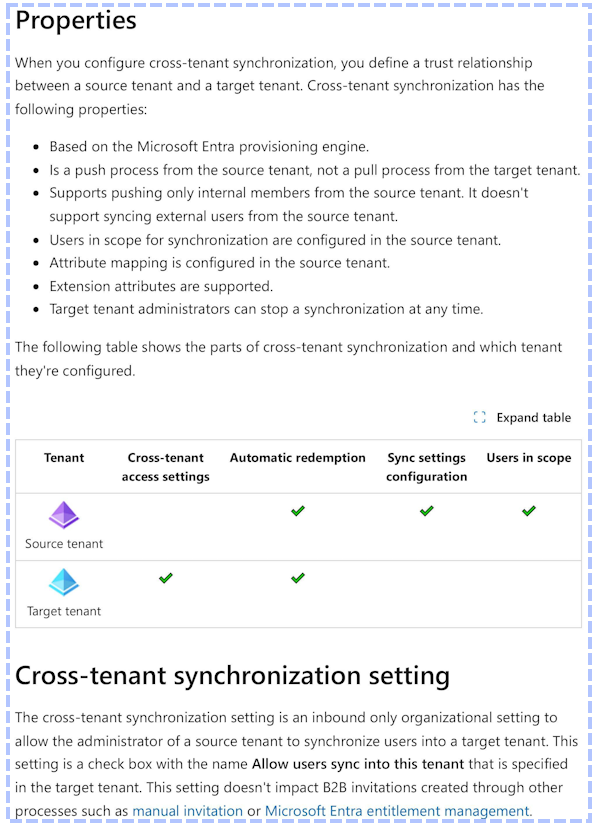 Properties
When you configure cross-tenant synchronization, you define a trust relationship
between a source tenant and a target tenant. Cross-tenant synchronization has the
following properties:
• Based on the Microsoft Entra provisioning engine.
• Is a push process from the source tenant, not a pull process from the target tenant.
• Supports pushing only internal members from the source tenant. It doesn't
support syncing external users from the source tenant.
• Users in scope for synchronization are configured in the source tenant.
• Attribute mapping is configured in the source tenant.
• Extension attributes are supported.
• Target tenant administrators can stop a synchronization at any time.
The following table shows the parts of cross-tenant synchronization and which tenant
they're configured.
Expand table
Tenant Cross-tenant Automatic redemption Sync settings Users in scope
access settings configuration
Source tenant
Target tenant
Cross-tenant synchronization setting
The cross-tenant synchronization setting is an inbound only organizational setting to
allow the administrator of a source tenant to synchronize users into a target tenant. This
setting is a check box with the name Allow users sync into this tenant that is specified
in the target tenant. This setting doesn't impact B2B invitations created through other
processes such as manual invitation or Microsoft Entra entitlement management.